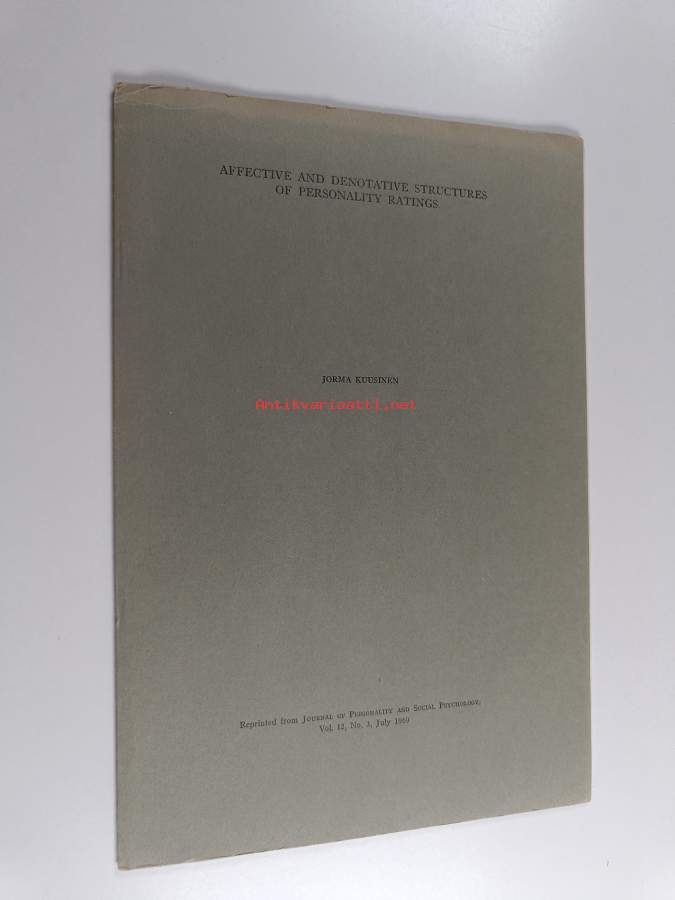 AFFECTIVE AND DENOTATIVE STRUCTURES
OF PERSONALITY RATINGS
JORMA KUUSINEN
Antikvariaatti.net
Reprinted from JOURNAL OF PERSONALITY AND SOCIAL PSYCHOLOGY,
Vol. 12, No. 3, July 1969